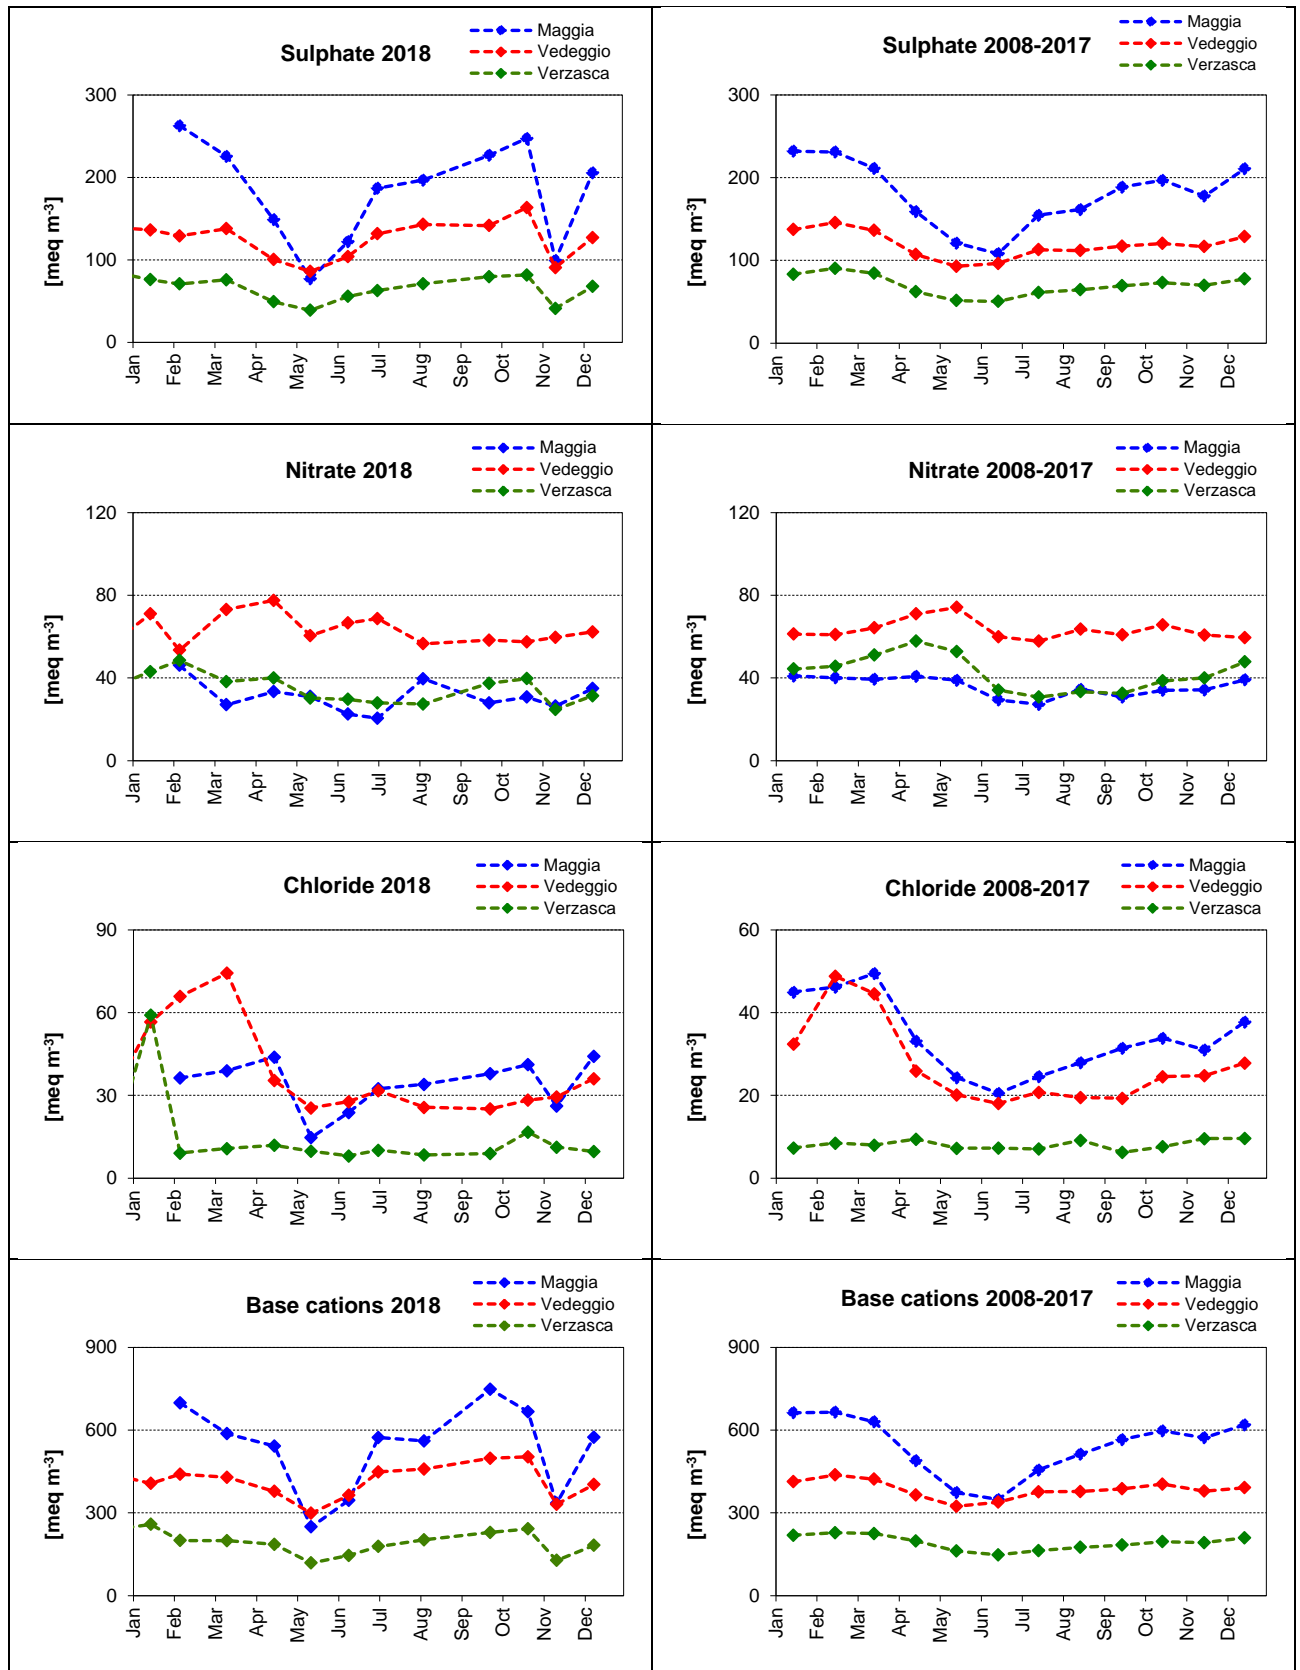 Sulphate 2018
Maggia
Vedeggio
Verzasca
[meq m-3]
300
200
100
0
Jan
Feb
Mar
Apr
May
Jun
Jul
Aug
Sep
Oct
Nov
Dec
Sulphate 2008-2017
Maggia
Vedeggio
Verzasca
[meq m-3]
300
200
100
0
Jan
Feb
Mar
Apr
May
Jun
Jul
Aug
Sep
Oct
Nov
Dec
Nitrate 2018
Maggia
Vedeggio
Verzasca
[meq m-3]
120
80
40
0
Jan
Feb
Mar
Apr
May
Jun
Jul
Aug
Sep
Oct
Nov
Dec
Nitrate 2008-2017
Maggia
Vedeggio
Verzasca
[meq m-3]
120
80
40
0
Jan
Feb
Mar
Apr
May
Jun
Jul
Aug
Sep
Oct
Nov
Dec
Chloride 2018
Maggia
Vedeggio
Verzasca
[meq m-3]
90
60
30
0
Jan
Feb
Mar
Apr
May
Jun
Jul
Aug
Sep
Oct
Nov
Dec
Chloride 2008-2017
Maggia
Vedeggio
Verzasca
[meq m-3]
60
40
20
0
Jan
Feb
Mar
Apr
May
Jun
Jul
Aug
Sep
Oct
Nov
Dec
Base cations 2018
Maggia
Vedeggio
Verzasca
[meq m-3]
900
600
300
0
Jan
Feb
Mar
Apr
May
Jun
Jul
Aug
Sep
Oct
Nov
Dec
Base cations 2008-2017
Maggia
Vedeggio
Verzasca
[meq m-3]
900
600
300
0
Jan
Feb
Mar
Apr
May
Jun
Jul
Aug
Sep
Oct
Nov
Dec